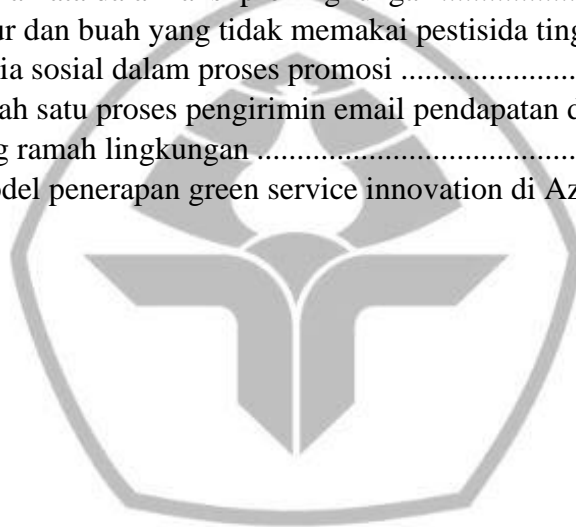 ur dan buah yang tidak memakai pestisida ting
ia sosial dalam proses promosi ......................
ah satu proses pengirimin email pendapatan d
g ramah lingkungan ........................................
odel penerapan green service innovation di Az